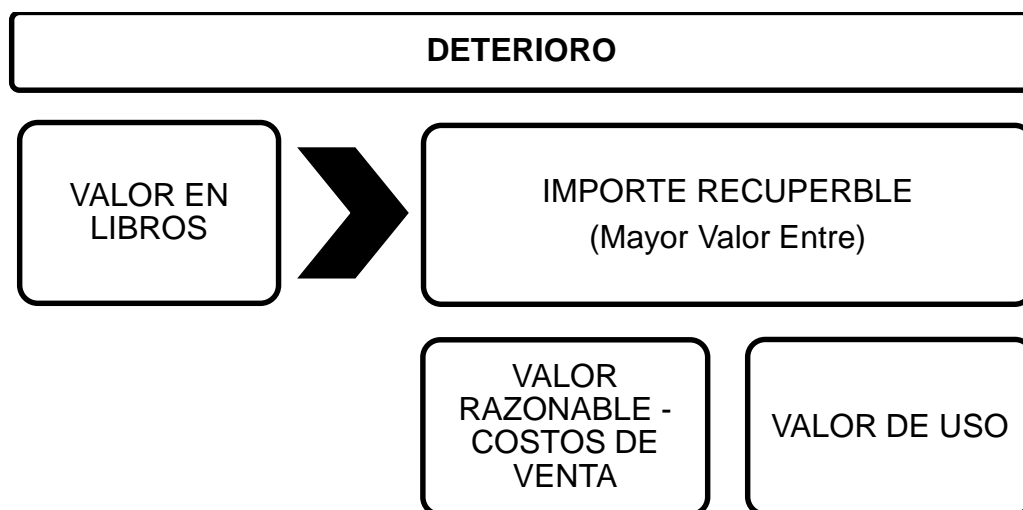 DETERIORO
VALOR EN
LIBROS
IMPORTE RECUPERBLE
(Mayor Valor Entre)
VALOR
RAZONABLE -
COSTOS DE
VENTA
VALOR DE USO